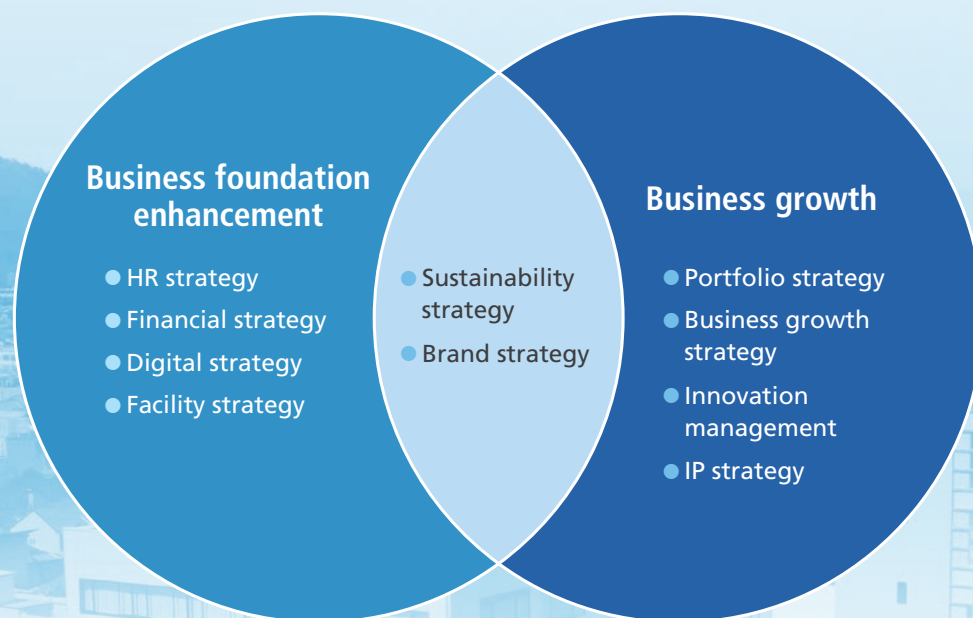 Business foundation
enhancement
● HR strategy
● Financial strategy
● Digital strategy
● Facility strategy
● Sustainability
strategy
● Brand strategy
Business growth
● Portfolio strategy
● Business growth
strategy
● Innovation
management
● IP strategy